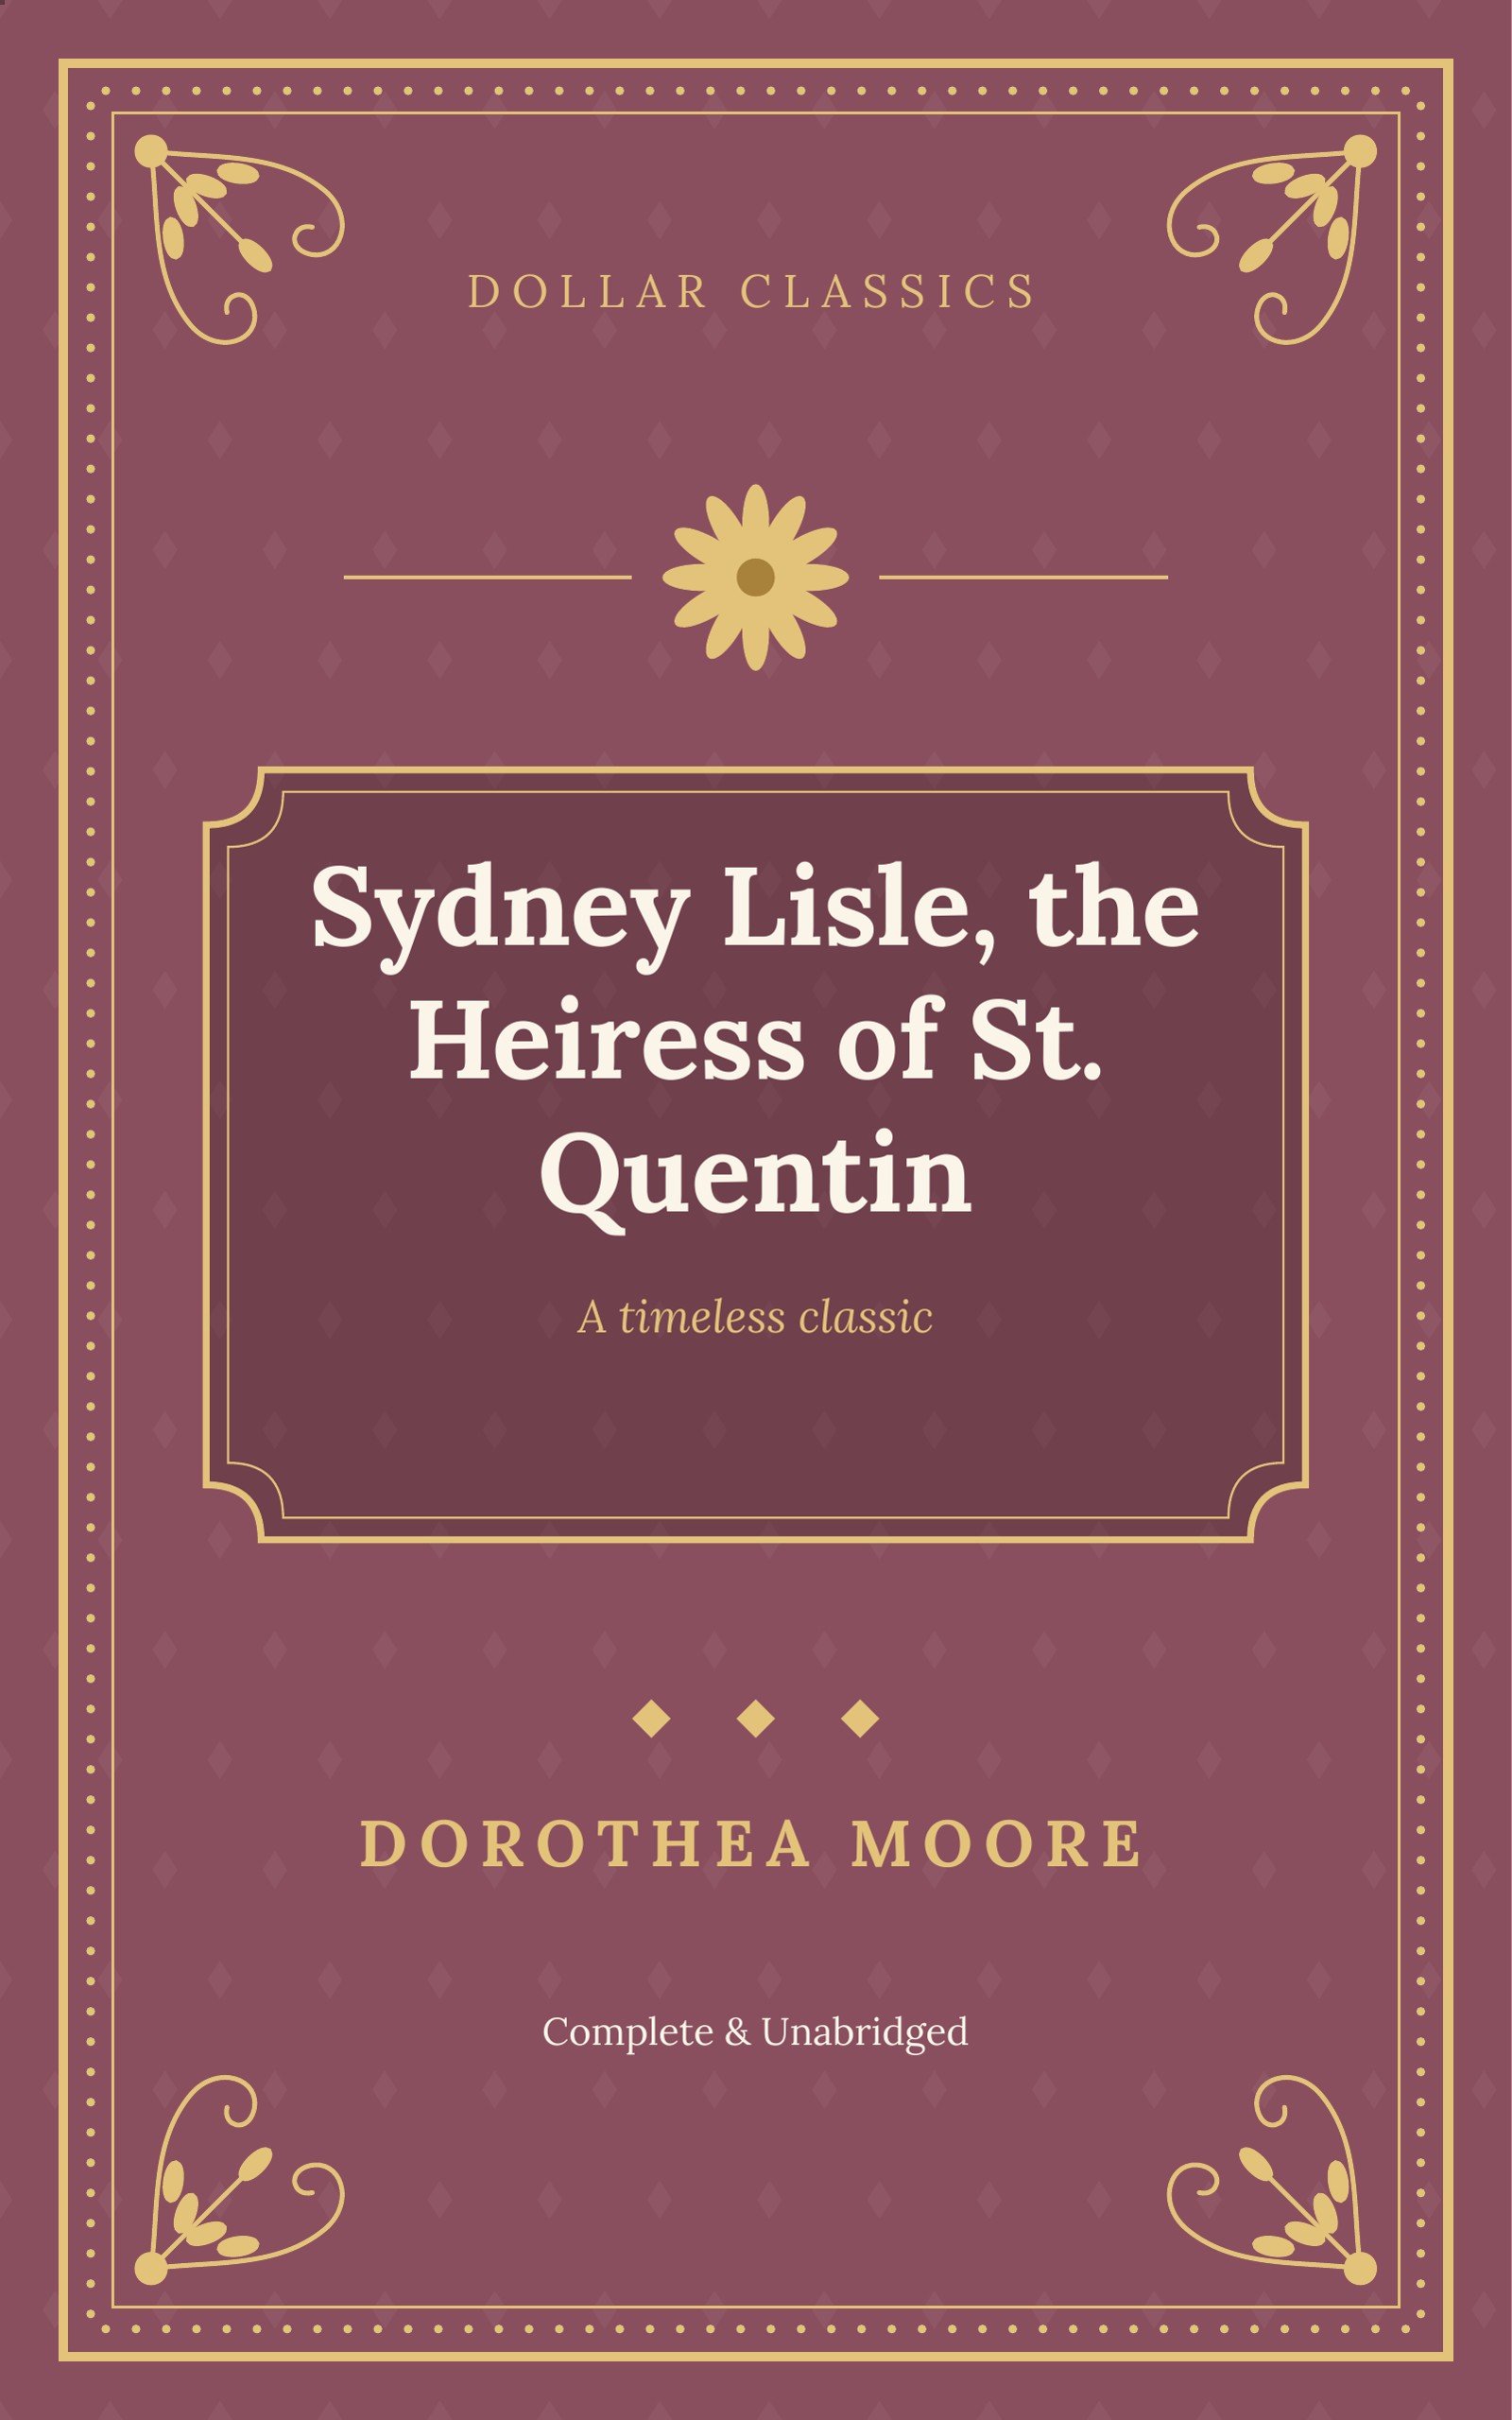 DOLLAR CLASSICS
Sydney Lisle, the
Heiress of St.
Quentin
A timeless classic
DOROTHEA MOORE
Complete & Unabridged